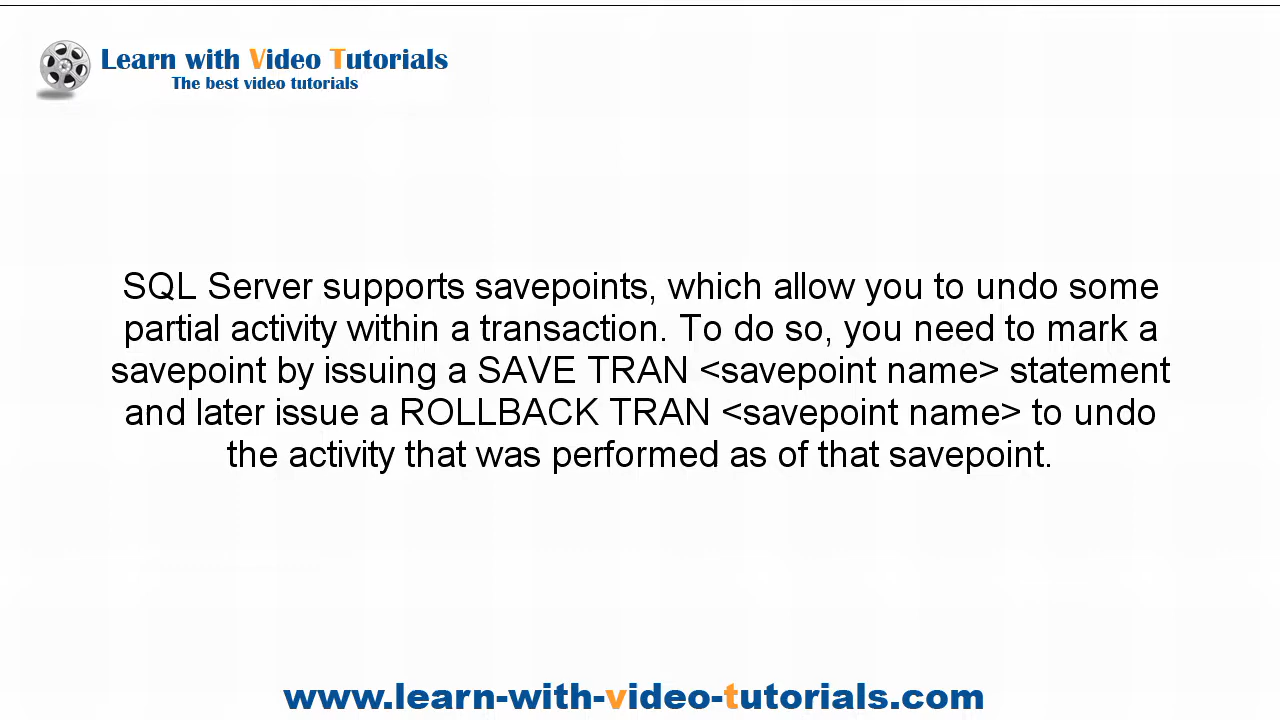 Learn with Video Tutorials
The best video tutorials
SQL Server supports savepoints, which allow you to undo some
partial activity within a transaction. To do so, you need to mark a
savepoint by issuing a SAVE TRAN <savepoint name> statement
and later issue a ROLLBACK TRAN <savepoint name> to undo
the activity that was performed as of that savepoint.
www.learn-with-video-tutorials.com